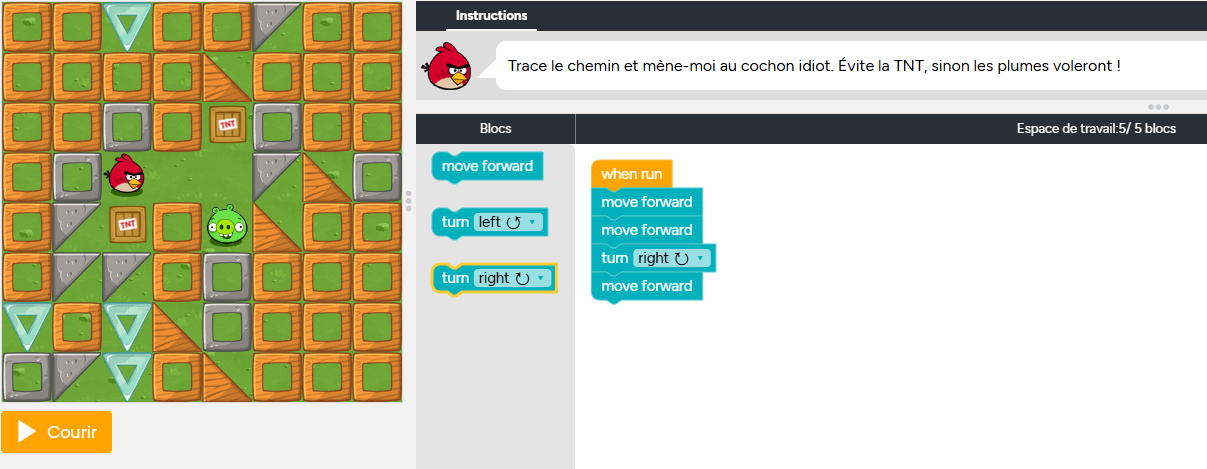 Instructions
Trace le chemin et mène-moi au cochon idiot. Évite la TNT, sinon les plumes voleront !
Blocs
Espace de travail:5/ 5 blocs
move forward
turn left
turn right
when run
move forward
move forward
turn right
move forward
TNT
TNT
Courir